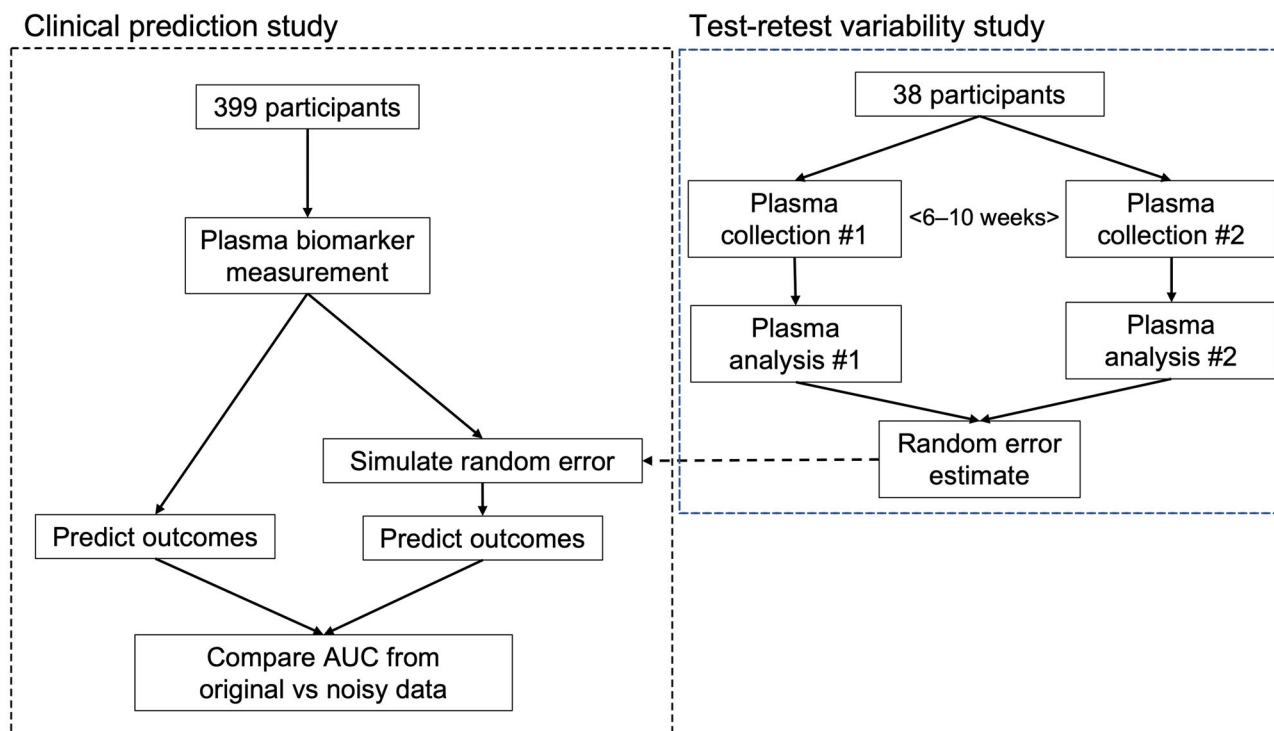 Clinical prediction study
399 participants
Plasma biomarker
measurement
Simulate random error
Predict outcomes
Predict outcomes
Compare AUC from
original vs noisy data
Test-retest variability study
38 participants
Plasma
collection #1
<6–10 weeks>
Plasma
collection #2
Plasma
analysis #1
Plasma
analysis #2
Random error
estimate